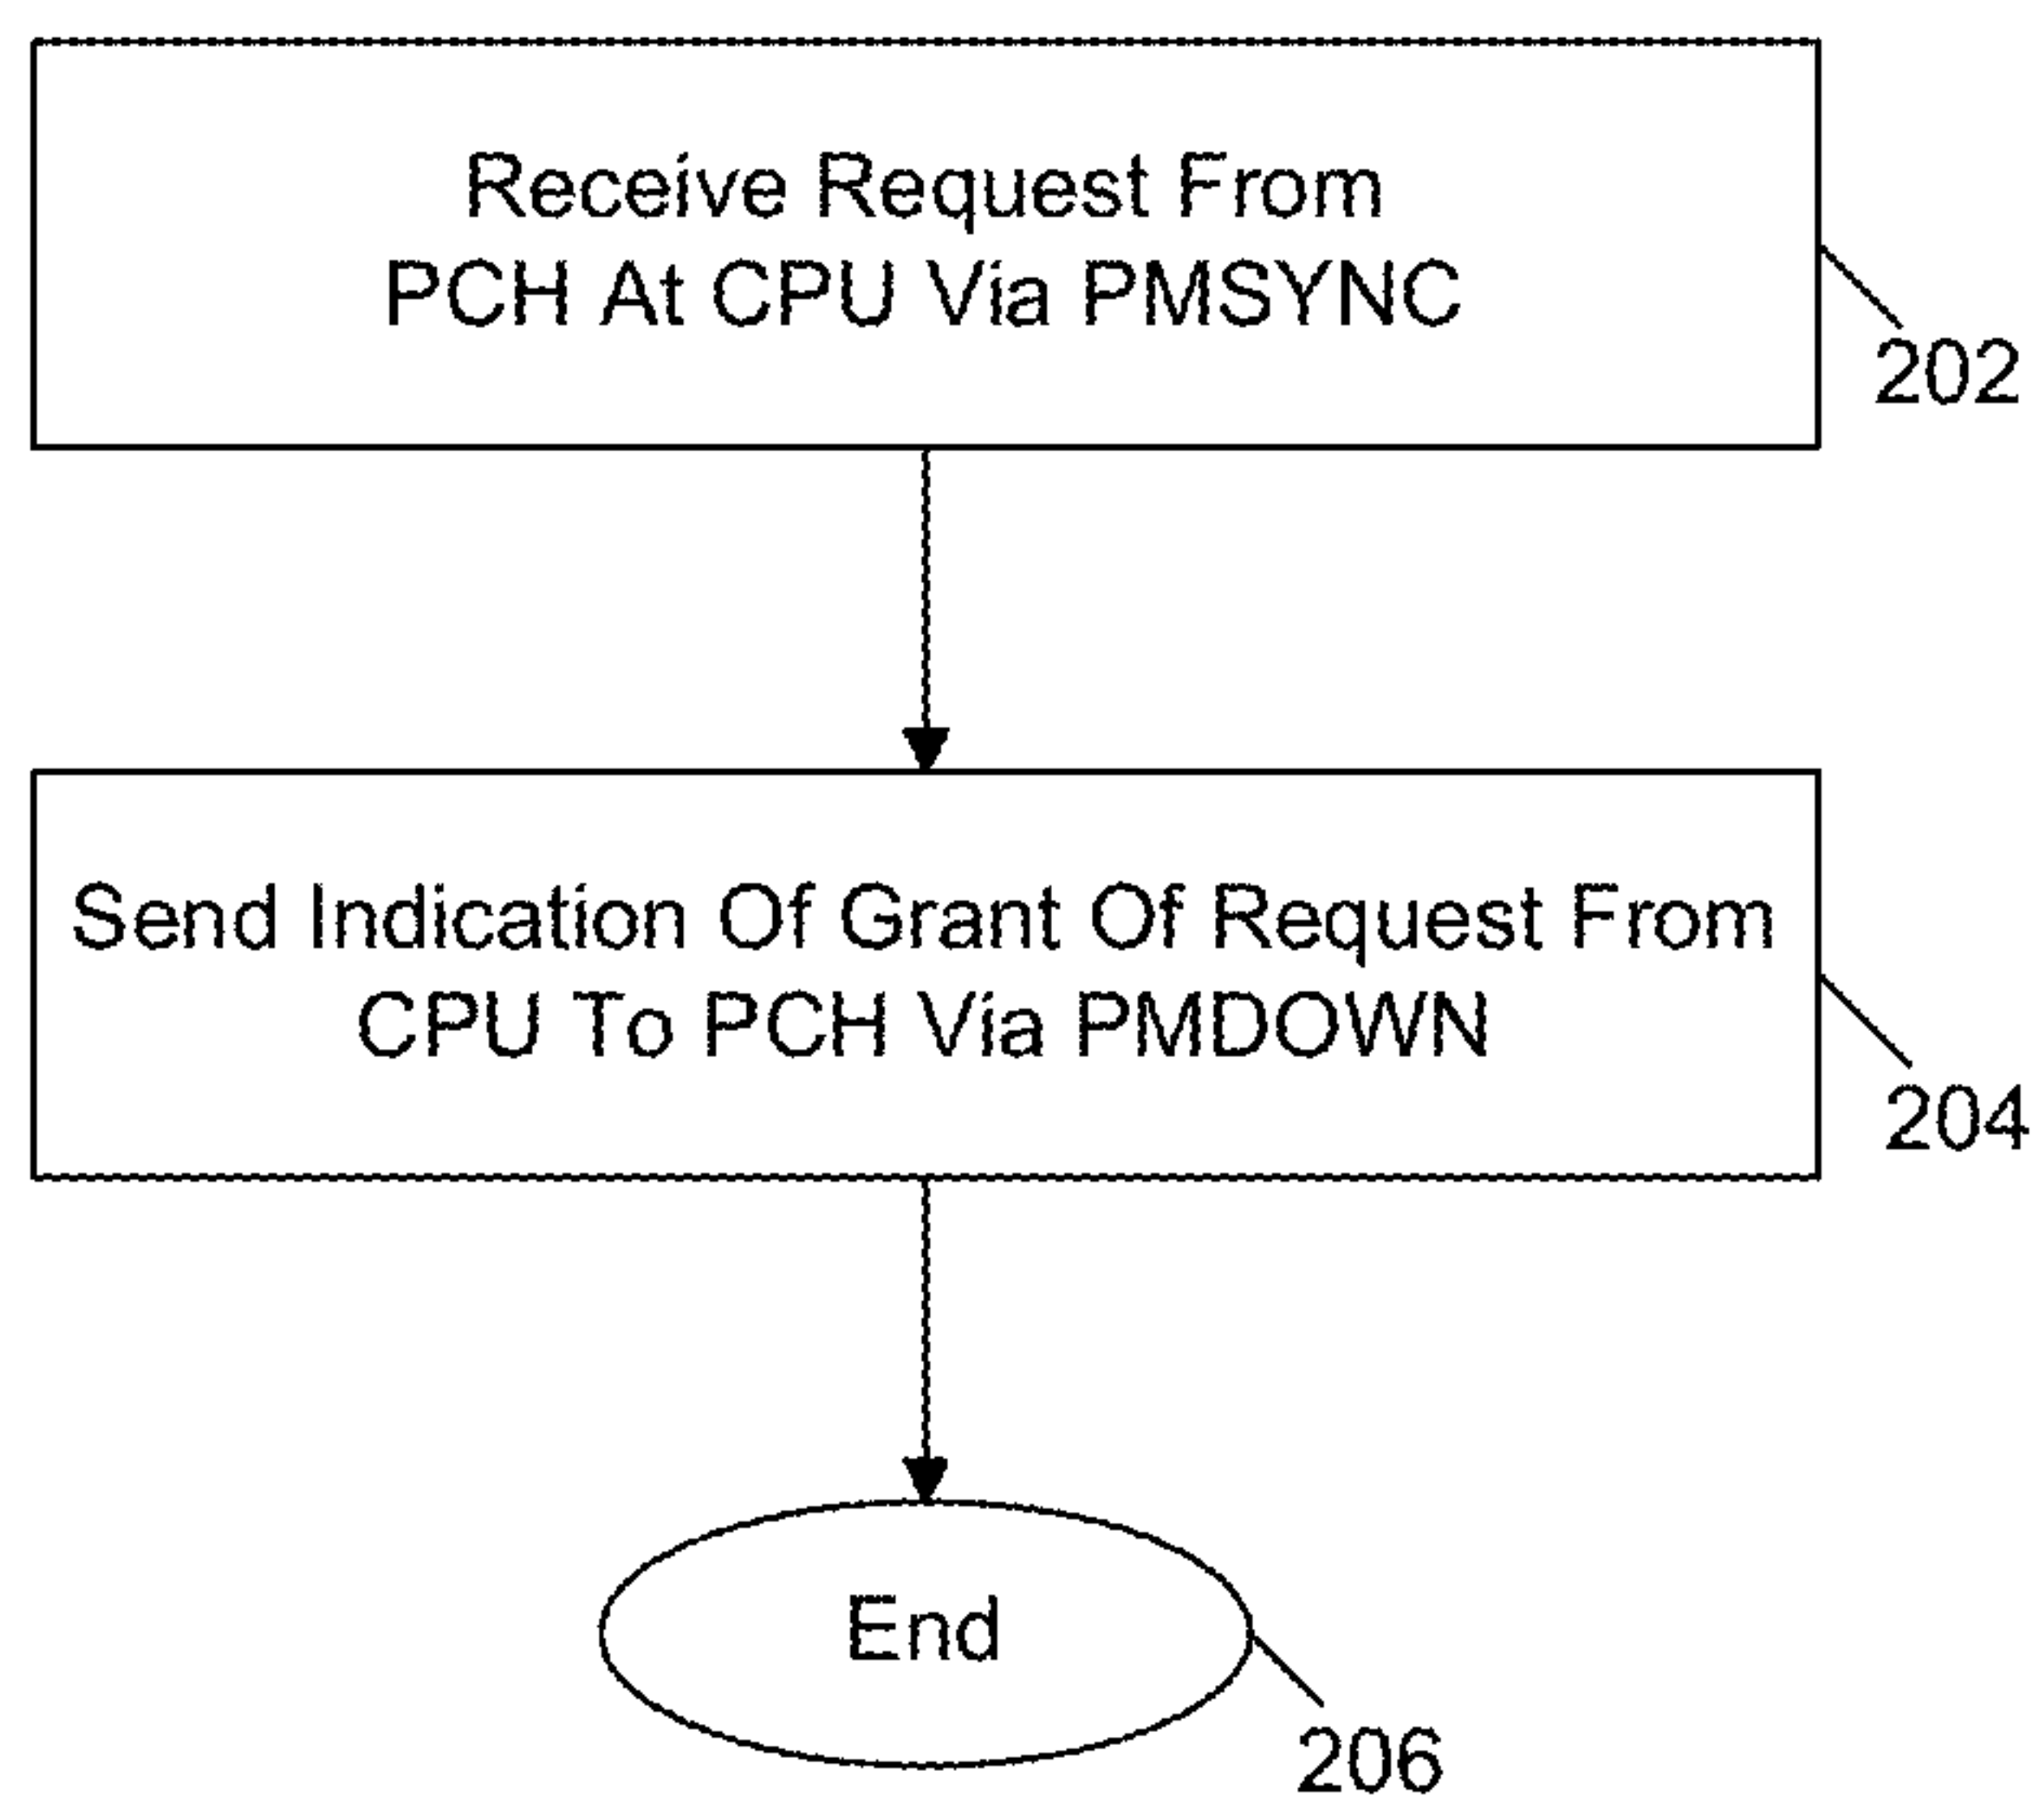 Receive Request From
PCH At CPU Via PMSYNC
202
Send Indication Of Grant Of Request From
CPU To PCH Via PMDOWN
204
End
206